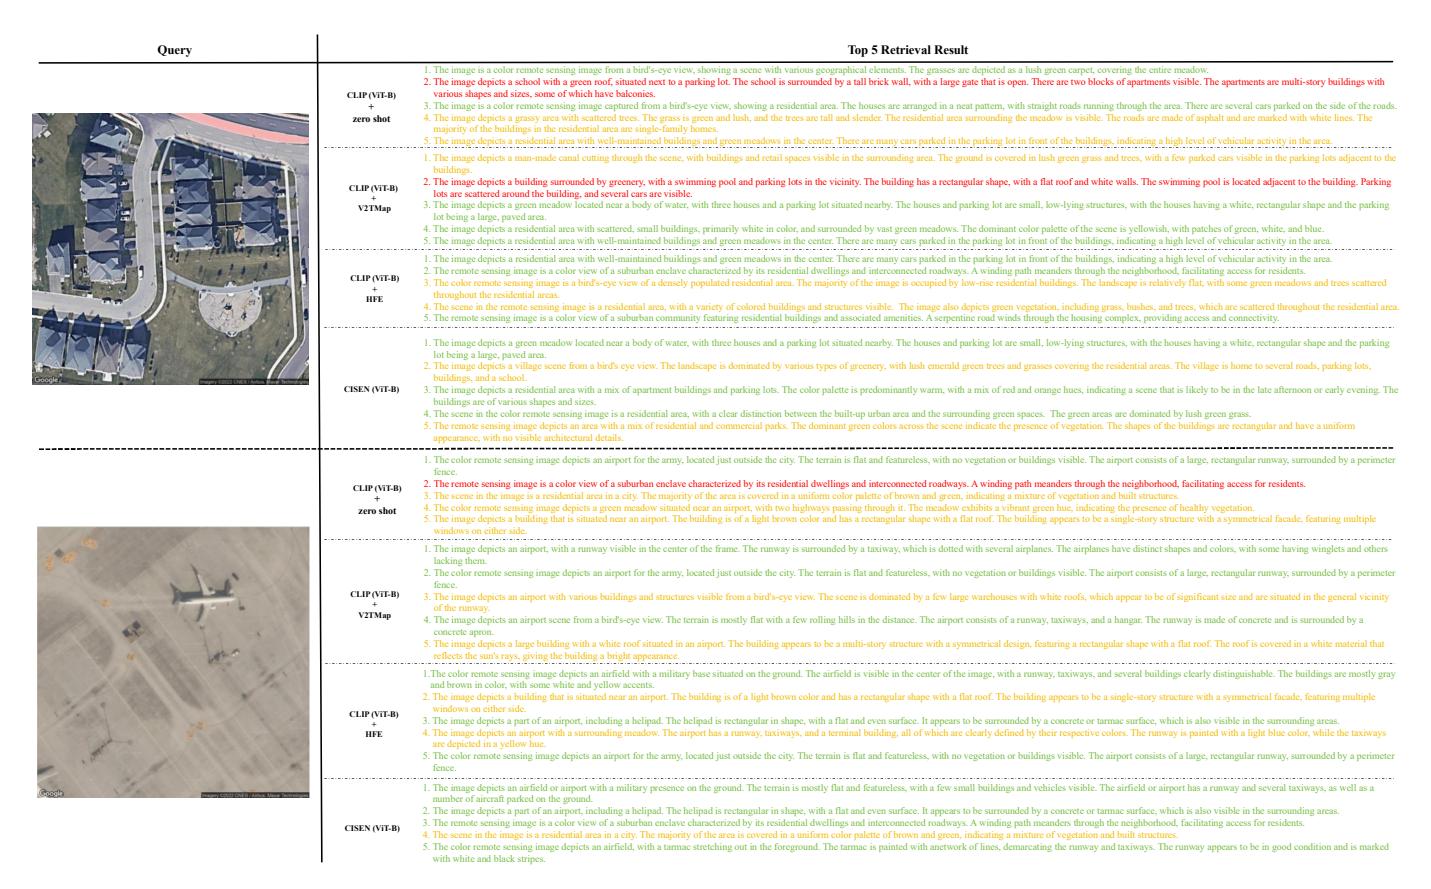 Query
Top 5 Retrieval Result
CLIP (ViT-B)
+
zero shot
1. The image is a color remote sensing image from a bird's-eye view, showing a scene with various geographical elements. The grasses are depicted as a lush green carpet, covering the entire meadow.
2. The image depicts a school with a green roof, situated next to a parking lot. The school is surrounded by a tall brick wall, with a large gate that is open. There are two blocks of apartments visible. The apartments are multi-story buildings with
various shapes and sizes, some of which have balconies.
3. The image is a color remote sensing image captured from a bird's-eye view, showing a residential area. The houses are arranged in a neat pattern, with straight roads running through the area. There are several cars parked on the side of the roads.
4. The image depicts a grassy area with scattered trees. The grass is green and lush, and the trees are tall and slender. The residential area surrounding the meadow is visible. The roads are made of asphalt and are marked with white lines. The
majority of the buildings in the residential area are single-family homes.
5. The image depicts a residential area with well-maintained buildings and green meadows in the center. There are many cars parked in the parking lot in front of the buildings, indicating a high level of vehicular activity in the area.
CLIP (ViT-B)
+
V2TMap
1. The image depicts a man-made canal cutting through the scene, with buildings and retail spaces visible in the surrounding area. The ground is covered in lush green grass and trees, with a few parked cars visible in the parking lots adjacent to the
buildings.
2. The image depicts a building surrounded by greenery, with a swimming pool and parking lots in the vicinity. The building has a rectangular shape, with a flat roof and white walls. The swimming pool is located adjacent to the building. Parking
lots are scattered around the building, and several cars are visible.
3. The image depicts a green meadow located near a body of water, with three houses and a parking lot situated nearby. The houses and parking lot are small, low-lying structures, with the houses having a white, rectangular shape and the parking
lot being a large, paved area.
4. The image depicts a residential area with scattered, small buildings, primarily white in color, and surrounded by vast green meadows. The dominant color palette of the scene is yellowish, with patches of green, white, and blue.
5. The image depicts a residential area with well-maintained buildings and green meadows in the center. There are many cars parked in the parking lot in front of the buildings, indicating a high level of vehicular activity in the area.
CLIP (ViT-B)
+
HFE
1. The image depicts a residential area with well-maintained buildings and green meadows in the center. There are many cars parked in the parking lot in front of the buildings, indicating a high level of vehicular activity in the area.
2. The remote sensing image is a color view of a suburban enclave characterized by its residential dwellings and interconnected roadways. A winding path meanders through the neighborhood, facilitating access for residents.
3. The color remote sensing image is a bird's-eye view of a densely populated residential area. The majority of the image is occupied by low-rise residential buildings. The landscape is relatively flat, with some green meadows and trees scattered
throughout the residential areas.
4. The scene in the remote sensing image is a residential area, with a variety of colored buildings and structures visible. The image also depicts green vegetation, including grass, bushes, and trees, which are scattered throughout the residential area.
5. The remote sensing image is a color view of a suburban community featuring residential buildings and associated amenities. A serpentine road winds through the housing complex, providing access and connectivity.
CISEN (ViT-B)
1. The image depicts a green meadow located near a body of water, with three houses and a parking lot situated nearby. The houses and parking lot are small, low-lying structures, with the houses having a white, rectangular shape and the parking
lot being a large, paved area.
2. The image depicts a village scene from a bird's eye view. The landscape is dominated by various types of greenery, with lush emerald green trees and grasses covering the residential areas. The village is home to several roads, parking lots,
buildings, and a school.
3. The image depicts a residential area with a mix of apartment buildings and parking lots. The color palette is predominantly warm, with a mix of red and orange hues, indicating a scene that is likely to be in the late afternoon or early evening. The
buildings are of various shapes and sizes.
4. The scene in the color remote sensing image is a residential area, with a clear distinction between the built-up urban area and the surrounding green spaces. The green areas are dominated by lush green grass.
5. The remote sensing image depicts an area with a mix of residential and commercial parks. The dominant green colors across the scene indicate the presence of vegetation. The shapes of the buildings are rectangular and have a uniform
appearance, with no visible architectural details.
Google
Imagery ©2022 CNES / Airbus, Maxar Technologies
CLIP (ViT-B)
+
zero shot
1. The color remote sensing image depicts an airport for the army, located just outside the city. The terrain is flat and featureless, with no vegetation or buildings visible. The airport consists of a large, rectangular runway, surrounded by a perimeter
fence.
2. The remote sensing image is a color view of a suburban enclave characterized by its residential dwellings and interconnected roadways. A winding path meanders through the neighborhood, facilitating access for residents.
3. The scene in the image is a residential area in a city. The majority of the area is covered in a uniform color palette of brown and green, indicating a mixture of vegetation and built structures.
4. The color remote sensing image depicts a green meadow situated near an airport, with two highways passing through it. The meadow exhibits a vibrant green hue, indicating the presence of healthy vegetation.
5. The image depicts a building that is situated near an airport. The building is of a light brown color and has a rectangular shape with a flat roof. The building appears to be a single-story structure with a symmetrical facade, featuring multiple
windows on either side.
CLIP (ViT-B)
+
V2TMap
1. The image depicts an airport, with a runway visible in the center of the frame. The runway is surrounded by a taxiway, which is dotted with several airplanes. The airplanes have distinct shapes and colors, with some having winglets and others
lacking them.
2. The color remote sensing image depicts an airport for the army, located just outside the city. The terrain is flat and featureless, with no vegetation or buildings visible. The airport consists of a large, rectangular runway, surrounded by a perimeter
fence.
3. The image depicts an airport with various buildings and structures visible from a bird's-eye view. The scene is dominated by a few large warehouses with white roofs, which appear to be of significant size and are situated in the general vicinity
of the runway.
4. The image depicts an airport scene from a bird's-eye view. The terrain is mostly flat with a few rolling hills in the distance. The airport consists of a runway, taxiways, and a hangar. The runway is made of concrete and is surrounded by a
concrete apron.
5. The image depicts a large building with a white roof situated in an airport. The building appears to be a multi-story structure with a symmetrical design, featuring a rectangular shape with a flat roof. The roof is covered in a white material that
reflects the sun's rays, giving the building a bright appearance.
CLIP (ViT-B)
+
HFE
1.The color remote sensing image depicts an airfield with a military base situated on the ground. The airfield is visible in the center of the image, with a runway, taxiways, and several buildings clearly distinguishable. The buildings are mostly gray
and brown in color, with some white and yellow accents.
2. The image depicts a building that is situated near an airport. The building is of a light brown color and has a rectangular shape with a flat roof. The building appears to be a single-story structure with a symmetrical facade, featuring multiple
windows on either side.
3. The image depicts a part of an airport, including a helipad. The helipad is rectangular in shape, with a flat and even surface. It appears to be surrounded by a concrete or tarmac surface, which is also visible in the surrounding areas.
4. The image depicts an airport with a surrounding meadow. The airport has a runway, taxiways, and a terminal building, all of which are clearly defined by their respective colors. The runway is painted with a light blue color, while the taxiways
are depicted in a yellow hue.
5. The color remote sensing image depicts an airport for the army, located just outside the city. The terrain is flat and featureless, with no vegetation or buildings visible. The airport consists of a large, rectangular runway, surrounded by a perimeter
fence.
CISEN (ViT-B)
1. The image depicts an airfield or airport with a military presence on the ground. The terrain is mostly flat and featureless, with a few small buildings and vehicles visible. The airfield or airport has a runway and several taxiways, as well as a
number of aircraft parked on the ground.
2. The image depicts a part of an airport, including a helipad. The helipad is rectangular in shape, with a flat and even surface. It appears to be surrounded by a concrete or tarmac surface, which is also visible in the surrounding areas.
3. The remote sensing image is a color view of a suburban enclave characterized by its residential dwellings and interconnected roadways. A winding path meanders through the neighborhood, facilitating access for residents.
4. The scene in the image is a residential area in a city. The majority of the area is covered in a uniform color palette of brown and green, indicating a mixture of vegetation and built structures.
5. The color remote sensing image depicts an airfield, with a tarmac stretching out in the foreground. The tarmac is painted with anetwork of lines, demarcating the runway and taxiways. The runway appears to be in good condition and is marked
with white and black stripes.
Google
Imagery ©2022 CNES / Airbus, Maxar Technologies